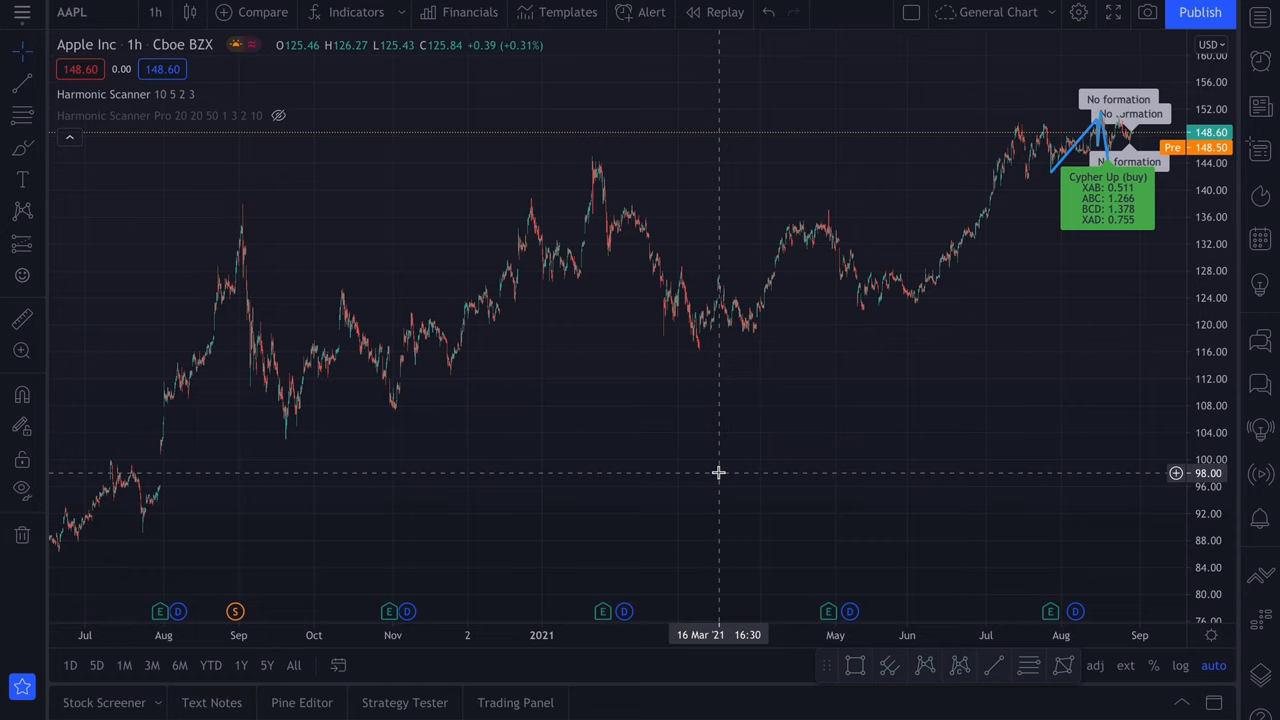 AAPL 1h Compare Indicators Financials Templates Alert Replay General Chart Publish
Apple Inc · 1h · Cboe BZX O125.46 H126.27 L125.43 C125.84 +0.39 (+0.31%)
USD
148.60 0.00 148.60
Harmonic Scanner 10 5 2 3
Harmonic Scanner Pro 20 20 50 1 3 2 10
160.00
156.00
152.00
148.60
Pre 148.50
144.00
140.00
136.00
132.00
128.00
124.00
120.00
116.00
112.00
108.00
104.00
100.00
98.00
96.00
92.00
88.00
84.00
80.00
76.00
No formation
No formation
No formation
Cypher Up (buy)
XAB: 0.511
ABC: 1.266
BCD: 1.378
XAD: 0.755
E D S E D E D E D E D
Jul Aug Sep Oct Nov 2 2021 16 Mar '21 16:30 May Jun Jul Aug Sep
1D 5D 1M 3M 6M YTD 1Y 5Y All adj ext % log auto
Stock Screener Text Notes Pine Editor Strategy Tester Trading Panel